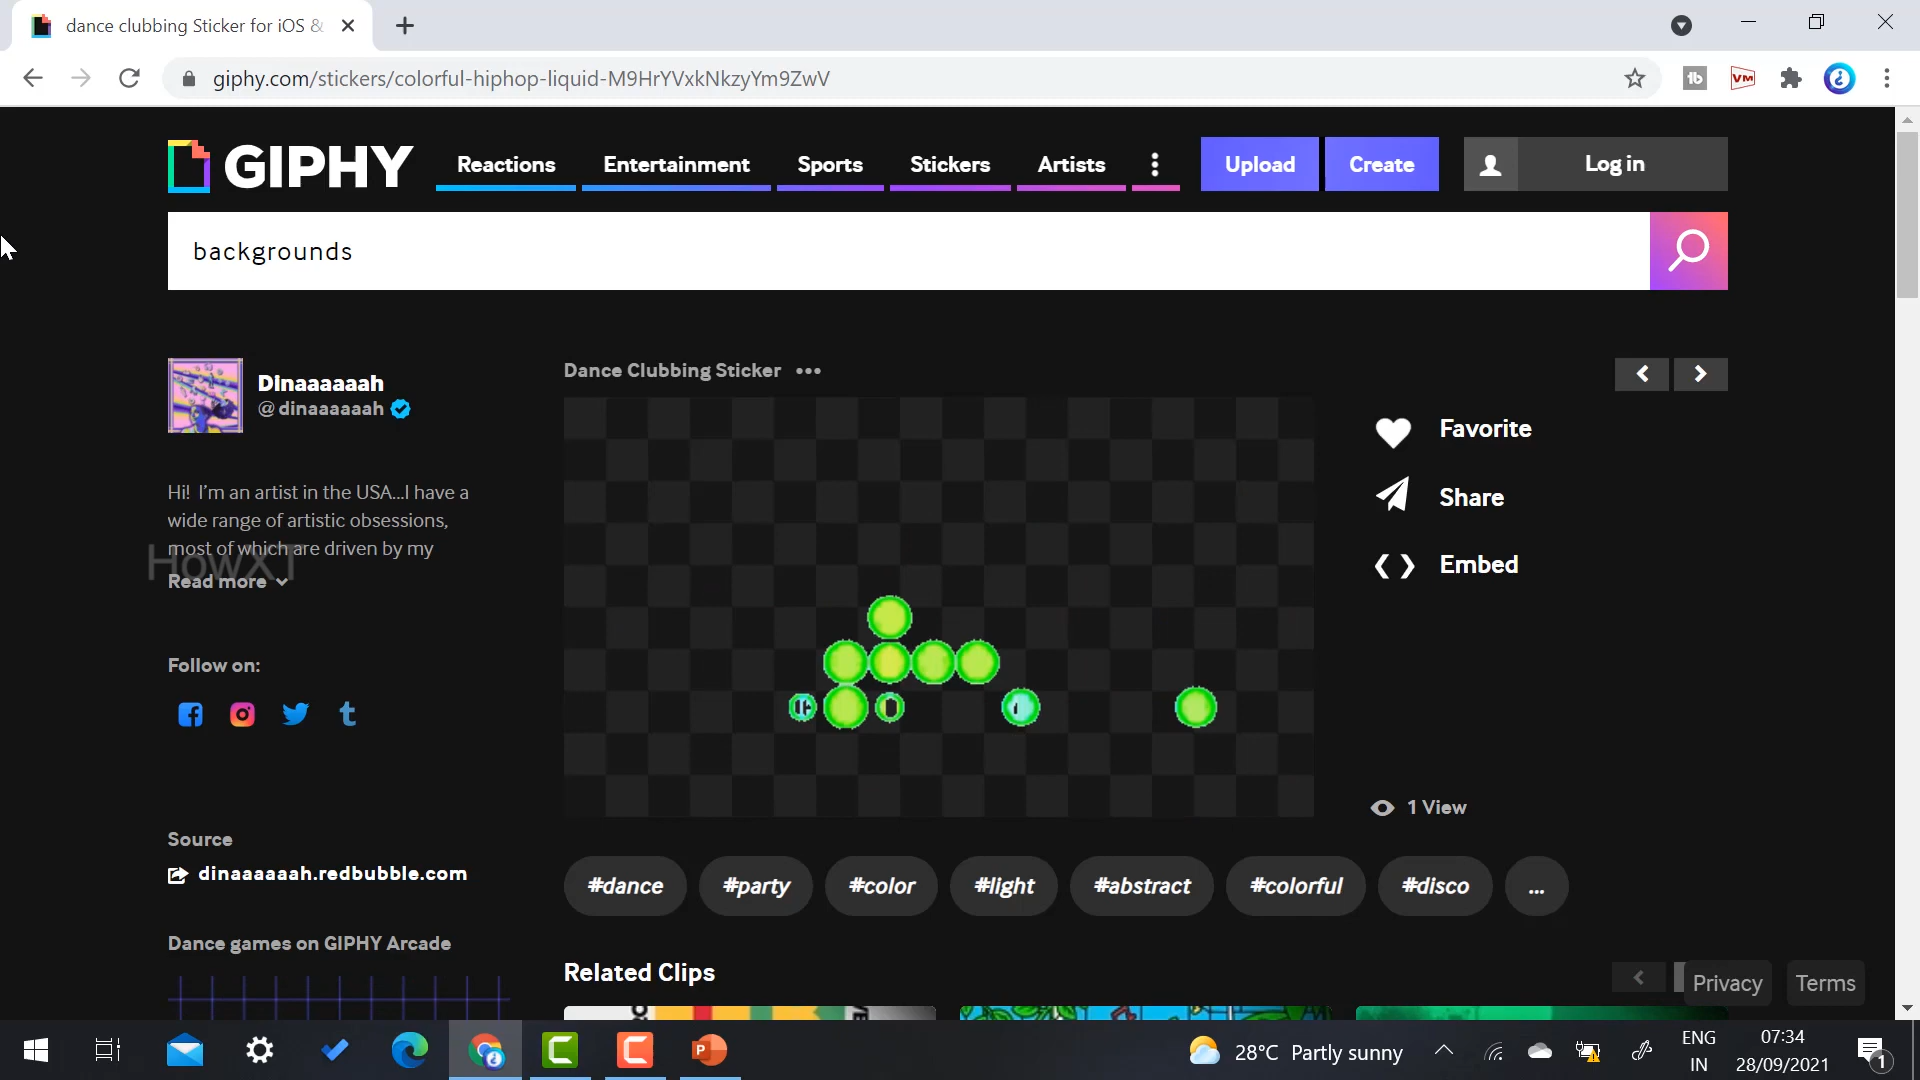 dance clubbing Sticker for iOS &
giphy.com/stickers/colorful-hiphop-liquid-M9HrYVxkNkzyYm9ZwV
GIPHY
Reactions
Entertainment
Sports
Stickers
Artists
Upload
Create
Log in
backgrounds
DInaaaaaah
@dinaaaaaah
Hi! I'm an artist in the USA...I have a
wide range of artistic obsessions,
most of which are driven by my
HowXT
Read more
Follow on:
Source
dinaaaaaah.redbubble.com
Dance games on GIPHY Arcade
Dance Clubbing Sticker
Favorite
Share
Embed
1 View
#dance
#party
#color
#light
#abstract
#colorful
#disco
...
Related Clips
Privacy
Terms
28°C Partly sunny
ENG
IN
07:34
28/09/2021
1